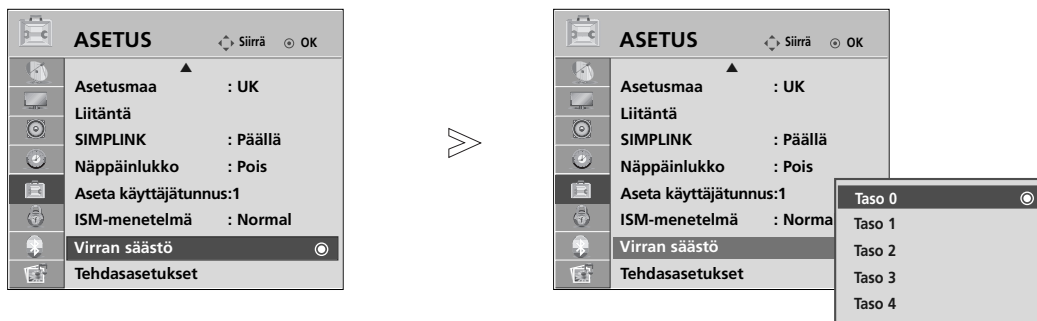 ASETUS Siirrä OK
Asetusmaa : UK
Liitäntä
SIMPLINK : Päällä
Näppäinlukko : Pois
Aseta käyttäjätunnus:1
ISM-menetelmä : Normal
Virran säästö
Tehdasasetukset
ASETUS Siirrä OK
Asetusmaa : UK
Liitäntä
SIMPLINK : Päällä
Näppäinlukko : Pois
Aseta käyttäjätunnus:1
ISM-menetelmä : Norma
Virran säästö
Tehdasasetukset
Taso 0
Taso 1
Taso 2
Taso 3
Taso 4